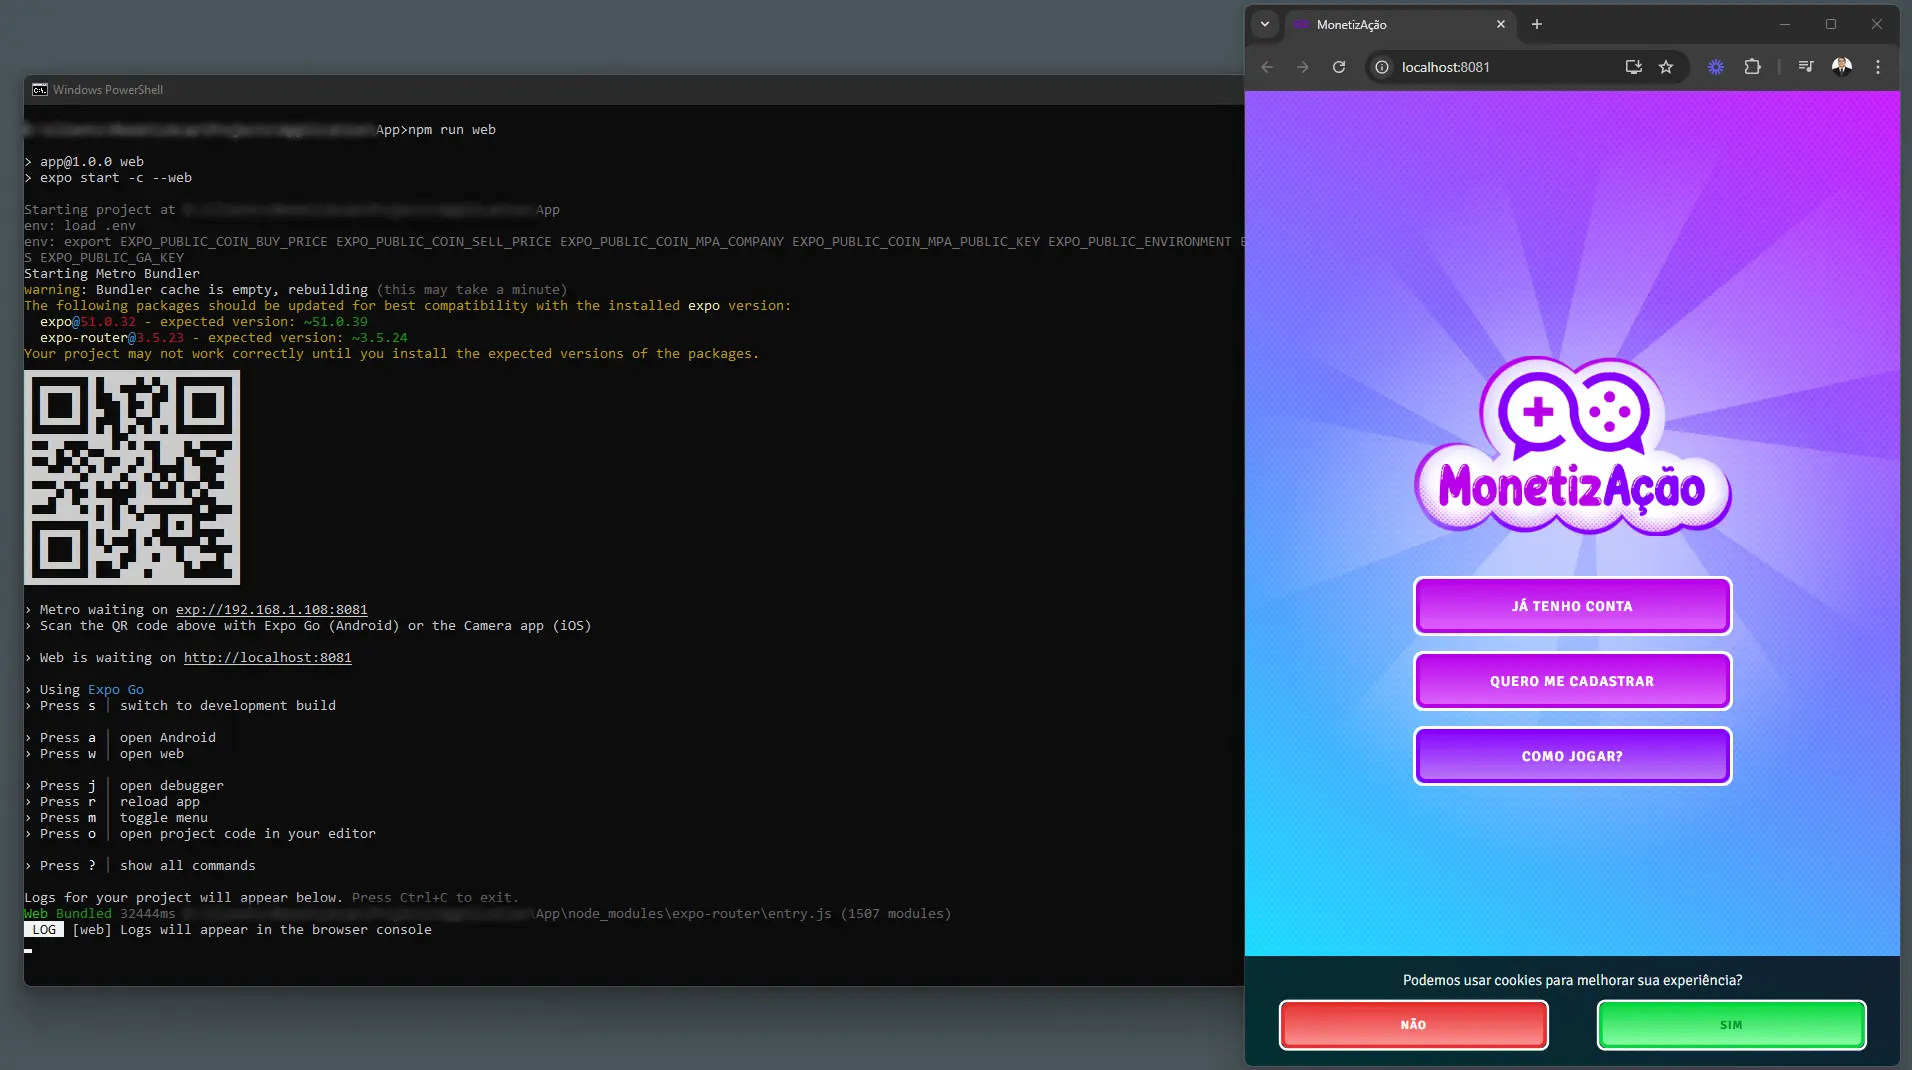 Windows PowerShell
App>npm run web
> app@1.0.0 web
> expo start -c --web
Starting project at App
env: load .env
env: export EXPO_PUBLIC_COIN_BUY_PRICE EXPO_PUBLIC_COIN_SELL_PRICE EXPO_PUBLIC_COIN_MPA_COMPANY EXPO_PUBLIC_COIN_MPA_PUBLIC_KEY EXPO_PUBLIC_ENVIRONMENT E
S EXPO_PUBLIC_GA_KEY
Starting Metro Bundler
warning: Bundler cache is empty, rebuilding (this may take a minute)
The following packages should be updated for best compatibility with the installed expo version:
expo@51.0.32 - expected version: ~51.0.39
expo-router@3.5.23 - expected version: ~3.5.24
Your project may not work correctly until you install the expected versions of the packages.
› Metro waiting on exp://192.168.1.108:8081
› Scan the QR code above with Expo Go (Android) or the Camera app (iOS)
› Web is waiting on http://localhost:8081
› Using Expo Go
› Press s │ switch to development build
› Press a │ open Android
› Press w │ open web
› Press j │ open debugger
› Press r │ reload app
› Press m │ toggle menu
› Press o │ open project code in your editor
› Press ? │ show all commands
Logs for your project will appear below. Press Ctrl+C to exit.
Web Bundled 32444ms \App\node_modules\expo-router\entry.js (1507 modules)
LOG [web] Logs will appear in the browser console
MonetizAção
localhost:8081
MonetizAção
JÁ TENHO CONTA
QUERO ME CADASTRAR
COMO JOGAR?
Podemos usar cookies para melhorar sua experiência?
NÃO
SIM